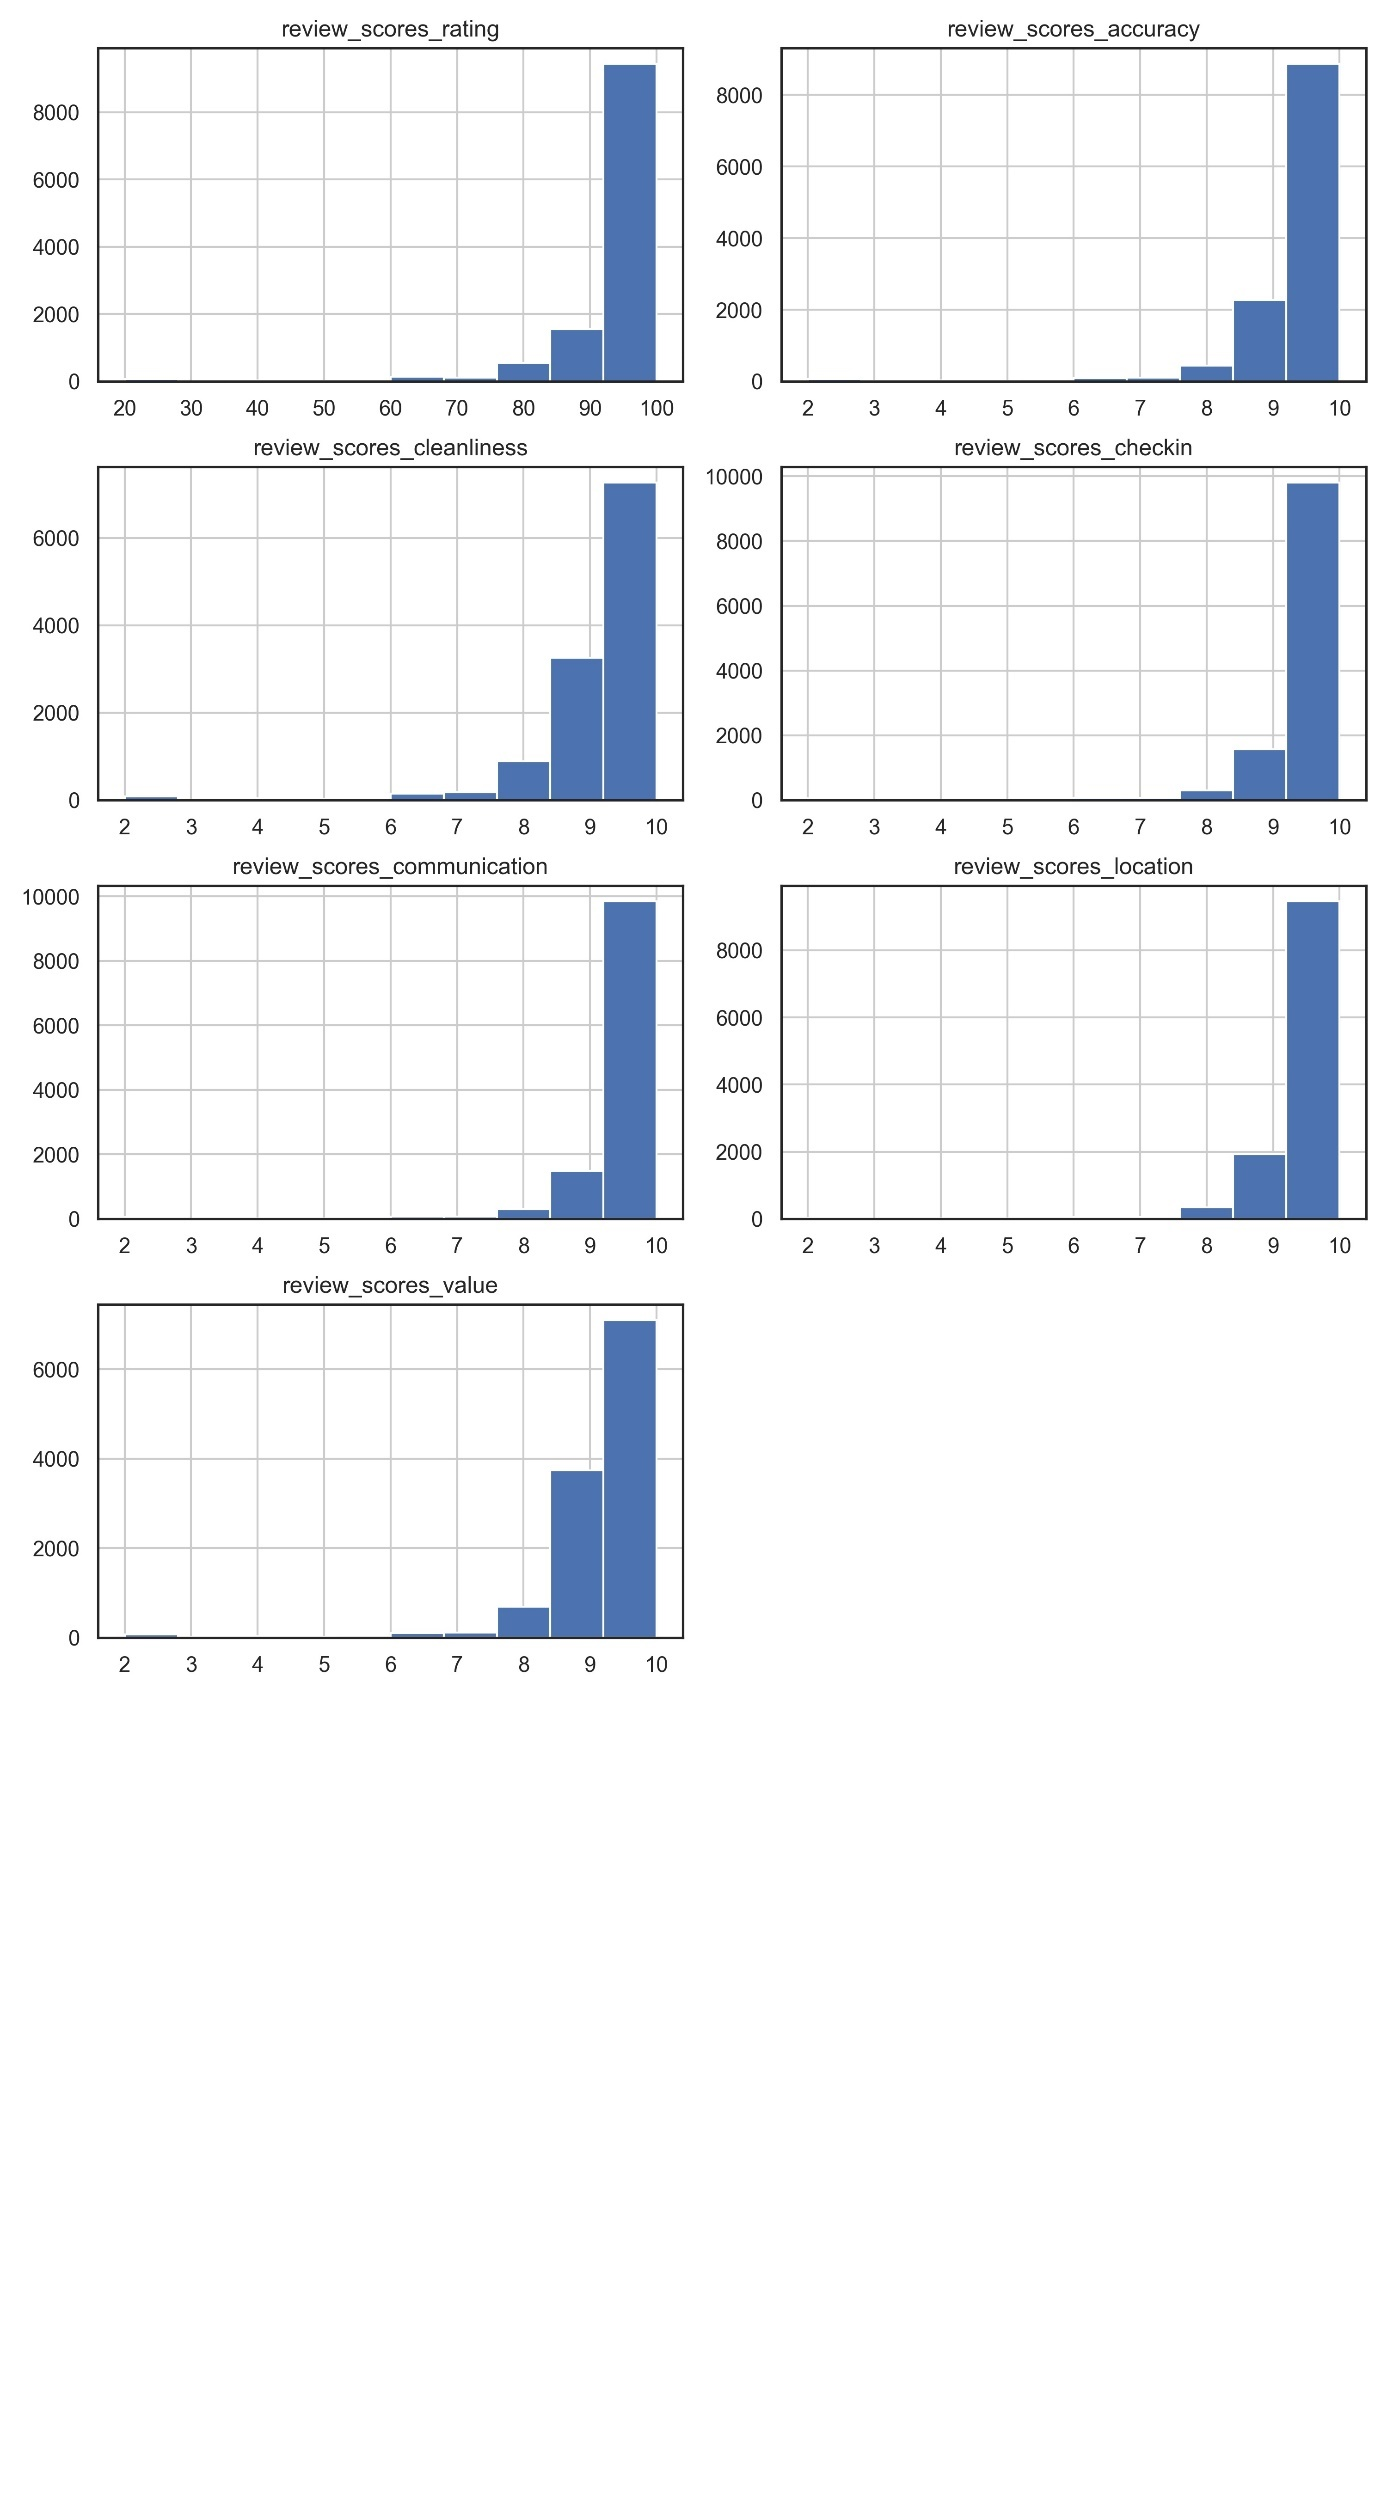 review_scores_rating
8000
6000
4000
2000
0
20 30 40 50 60 70 80 90 100
review_scores_accuracy
8000
6000
4000
2000
0
2 3 4 5 6 7 8 9 10
review_scores_cleanliness
6000
4000
2000
0
2 3 4 5 6 7 8 9 10
review_scores_checkin
10000
8000
6000
4000
2000
0
2 3 4 5 6 7 8 9 10
review_scores_communication
10000
8000
6000
4000
2000
0
2 3 4 5 6 7 8 9 10
review_scores_location
8000
6000
4000
2000
0
2 3 4 5 6 7 8 9 10
review_scores_value
6000
4000
2000
0
2 3 4 5 6 7 8 9 10